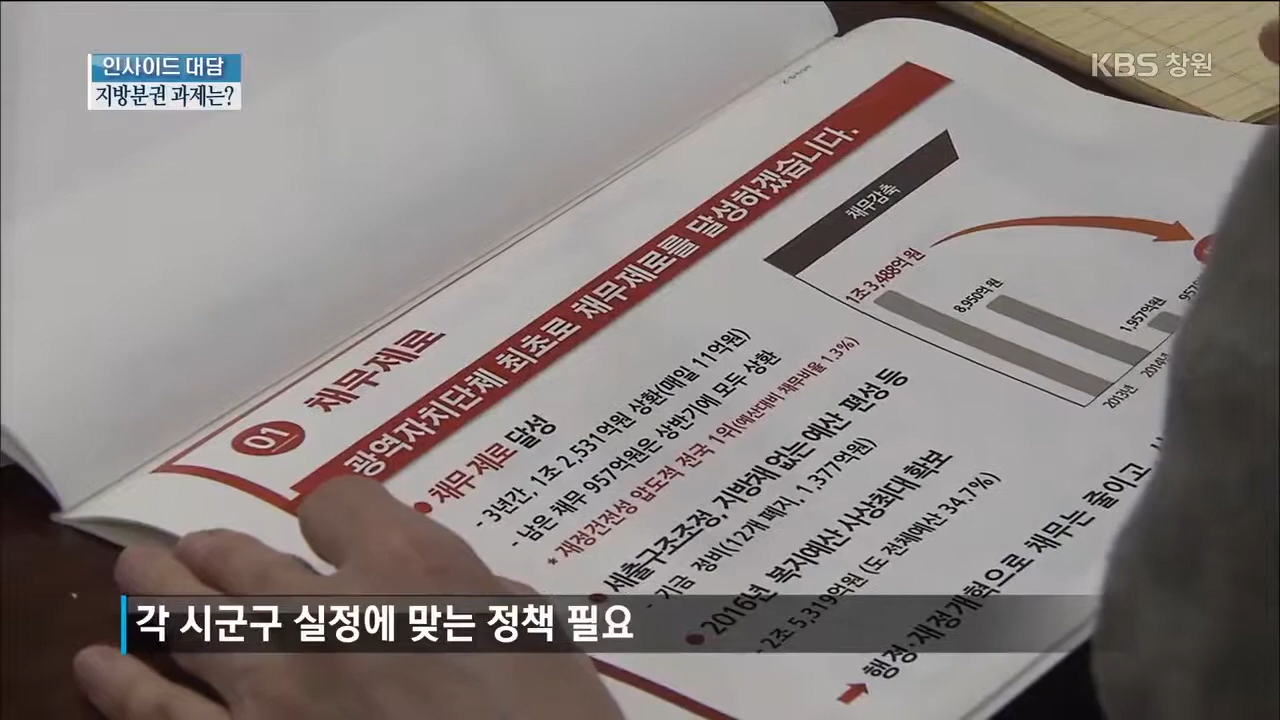 인사이드 대담
지방분권 과제는?
KBS 창원
01 채무제로
광역자치단체 최초로 채무제로를 달성하겠습니다.
채무제로 달성
- 3년간, 1조 2,531억원 상환(매일 11억원)
- 남은 채무 957억원은 상반기에 모두 상환
* 재정건전성 압도적 전국 1위(예산대비 채무비율 1.3%)
세출구조조정, 지방채 없는 예산 편성 등
- 기금 정비(12개 폐지, 1,377억원)
2016년 복지예산 사상최대 확보
- 2조 5,319억원 (도 전체예산 34.7%)
행정·재정개혁으로 채무는 줄이고,
채무감축
1조 3,488억 원
8,950억 원
1,957억원
2013년
2014년
각 시군구 실정에 맞는 정책 필요